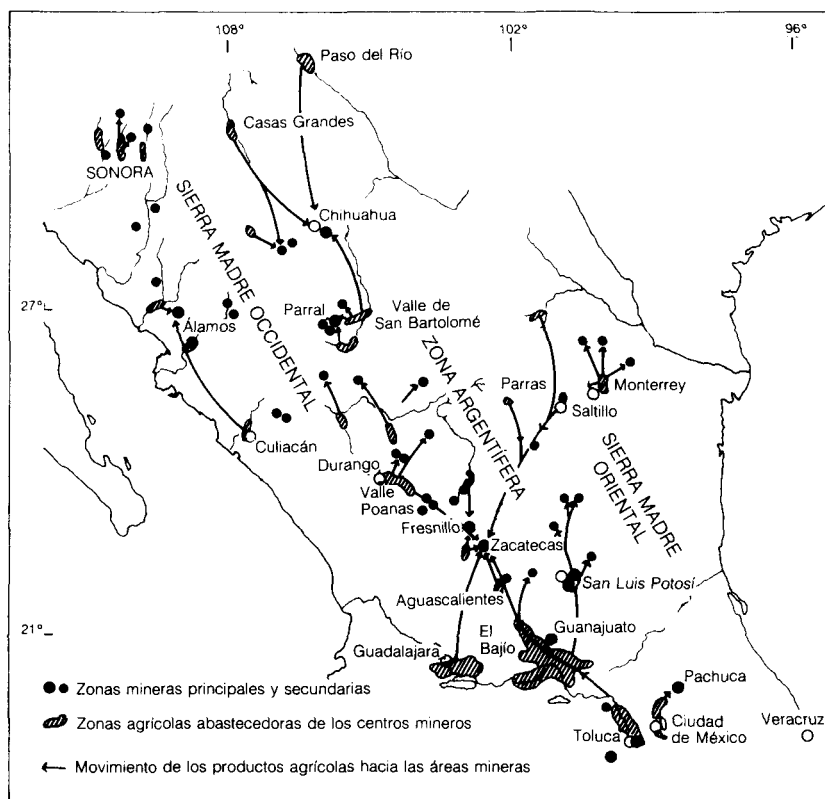 108°
102°
96°
Paso del Río
Casas Grandes
SONORA
SIERRA MADRE OCCIDENTAL
Chihuahua
27°
Álamos
Parral
Valle de
San Bartolomé
ZONA ARGENTÍFERA
Parras
Monterrey
Saltillo
Culiacán
SIERRA MADRE
ORIENTAL
Durango
Valle
Poanas
Fresnillo
Zacatecas
San Luis Potosí
Aguascalientes
21°
El
Bajío
Guanajuato
Guadalajara
Pachuca
Zonas mineras principales y secundarias
Zonas agrícolas abastecedoras de los centros mineros
Toluca
Ciudad
de México
Veracruz
Movimiento de los productos agrícolas hacia las áreas mineras